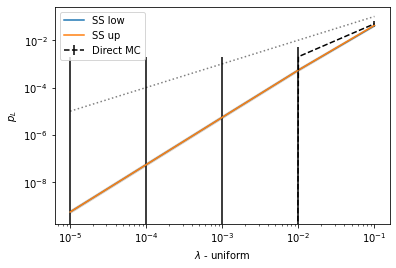 SS low
SS up
Direct MC
10⁻²
10⁻⁴
10⁻⁶
10⁻⁸
p_L
10⁻⁵ 10⁻⁴ 10⁻³ 10⁻² 10⁻¹
λ - uniform